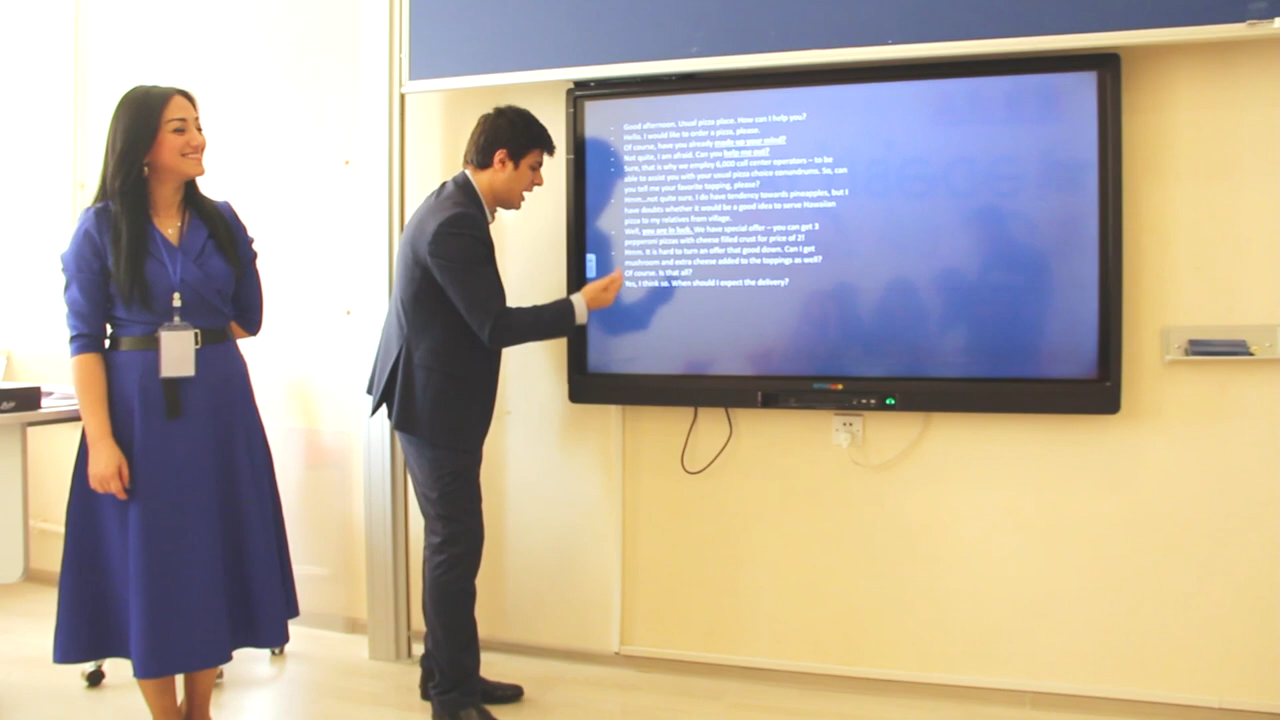 - Good afternoon. Usual pizza place. How can I help you?
- Hello. I would like to order a pizza, please.
- Of course, have you already made up your mind?
- Not quite, I am afraid. Can you help me out?
- Sure, that is why we employ 6,000 call center operators – to be
able to assist you with your usual pizza choice conundrums. So, can
you tell me your favorite topping, please?
- Hmm...not quite sure. I do have tendency towards pineapples, but I
have doubts whether it would be a good idea to serve Hawaiian
pizza to my relatives from village.
- Well, you are in luck. We have special offer – you can get 3
pepperoni pizzas with cheese filled crust for price of 2!
- Hmm. It is hard to turn an offer that good down. Can I get
mushroom and extra cheese added to the toppings as well?
Of course. Is that all?
Yes, I think so. When should I expect the delivery?